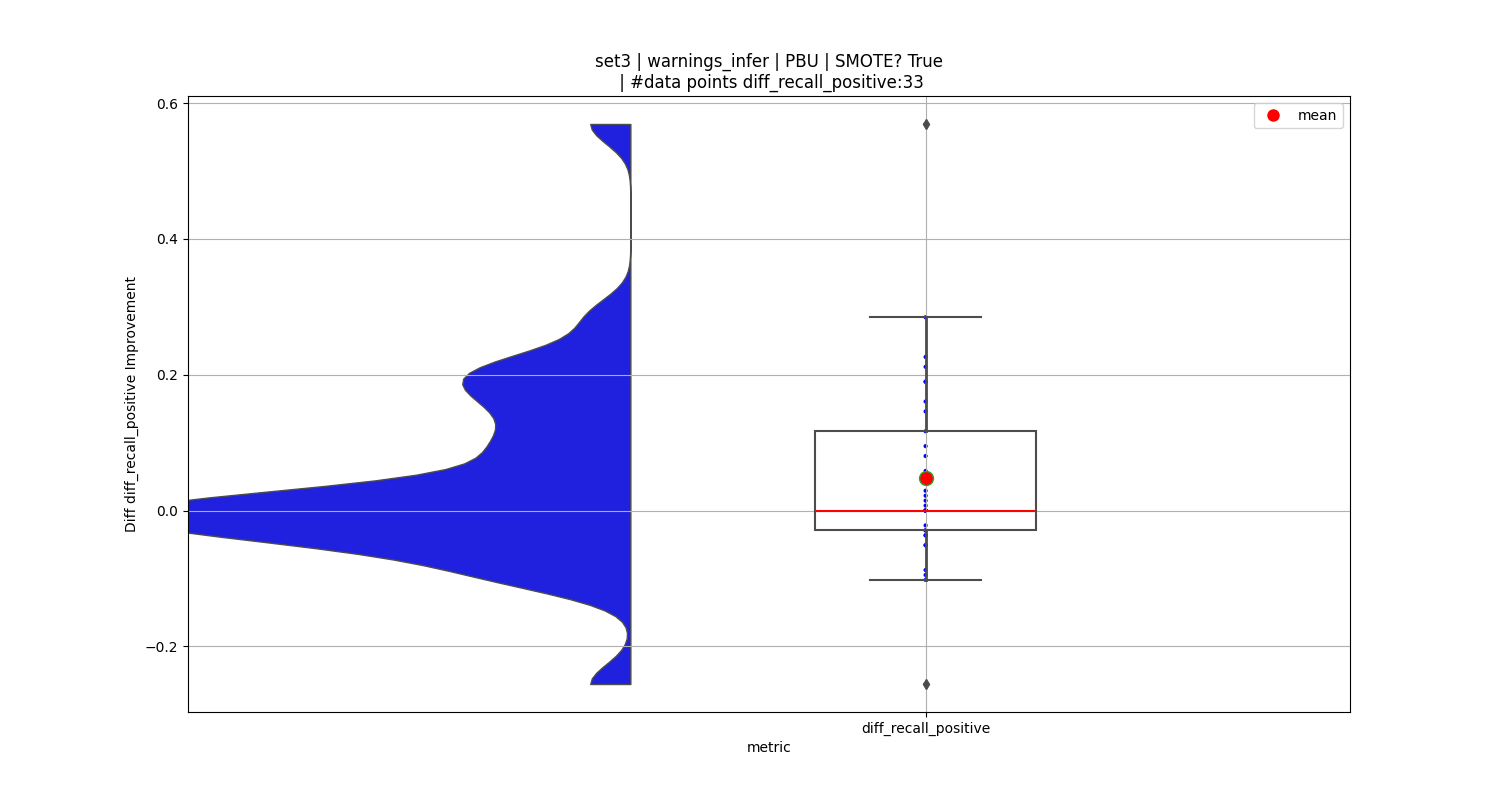 set3 | warnings_infer | PBU | SMOTE? True
| #data points diff_recall_positive:33
mean
0.6
0.4
0.2
0.0
−0.2
Diff diff_recall_positive Improvement
diff_recall_positive
metric